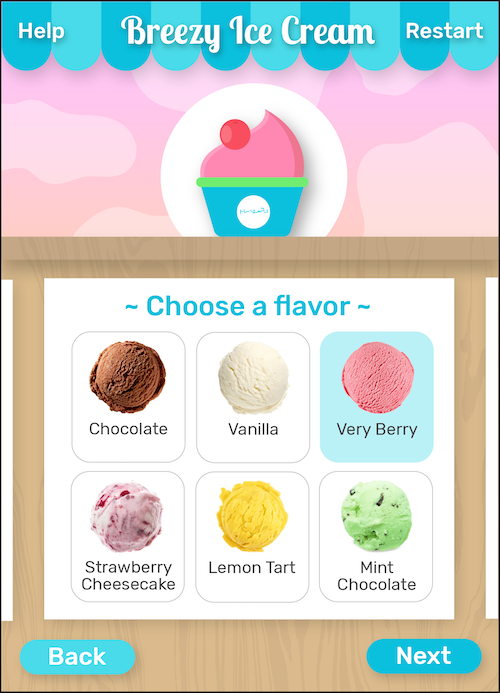 Help
Breezy Ice Cream
Restart
~ Choose a flavor ~
Chocolate
Vanilla
Very Berry
Strawberry
Cheesecake
Lemon Tart
Mint
Chocolate
Back
Next